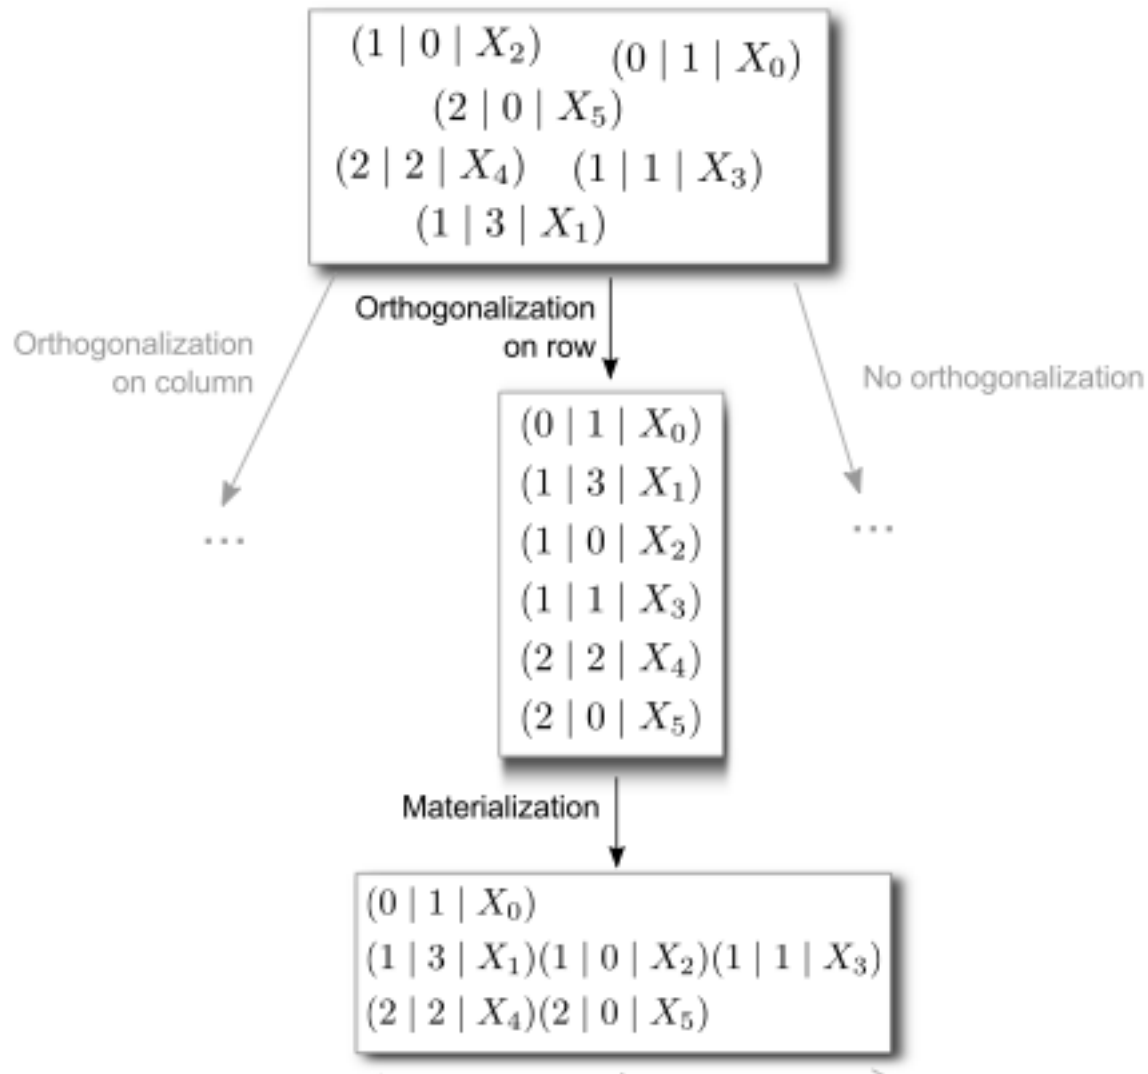 (1 | 0 | X₂) (0 | 1 | X₀)
(2 | 0 | X₅)
(2 | 2 | X₄) (1 | 1 | X₃)
(1 | 3 | X₁)
Orthogonalization
on column
Orthogonalization
on row
No orthogonalization
(0 | 1 | X₀)
(1 | 3 | X₁)
(1 | 0 | X₂)
(1 | 1 | X₃)
(2 | 2 | X₄)
(2 | 0 | X₅)
...
...
Materialization
(0 | 1 | X₀)
(1 | 3 | X₁)(1 | 0 | X₂)(1 | 1 | X₃)
(2 | 2 | X₄)(2 | 0 | X₅)